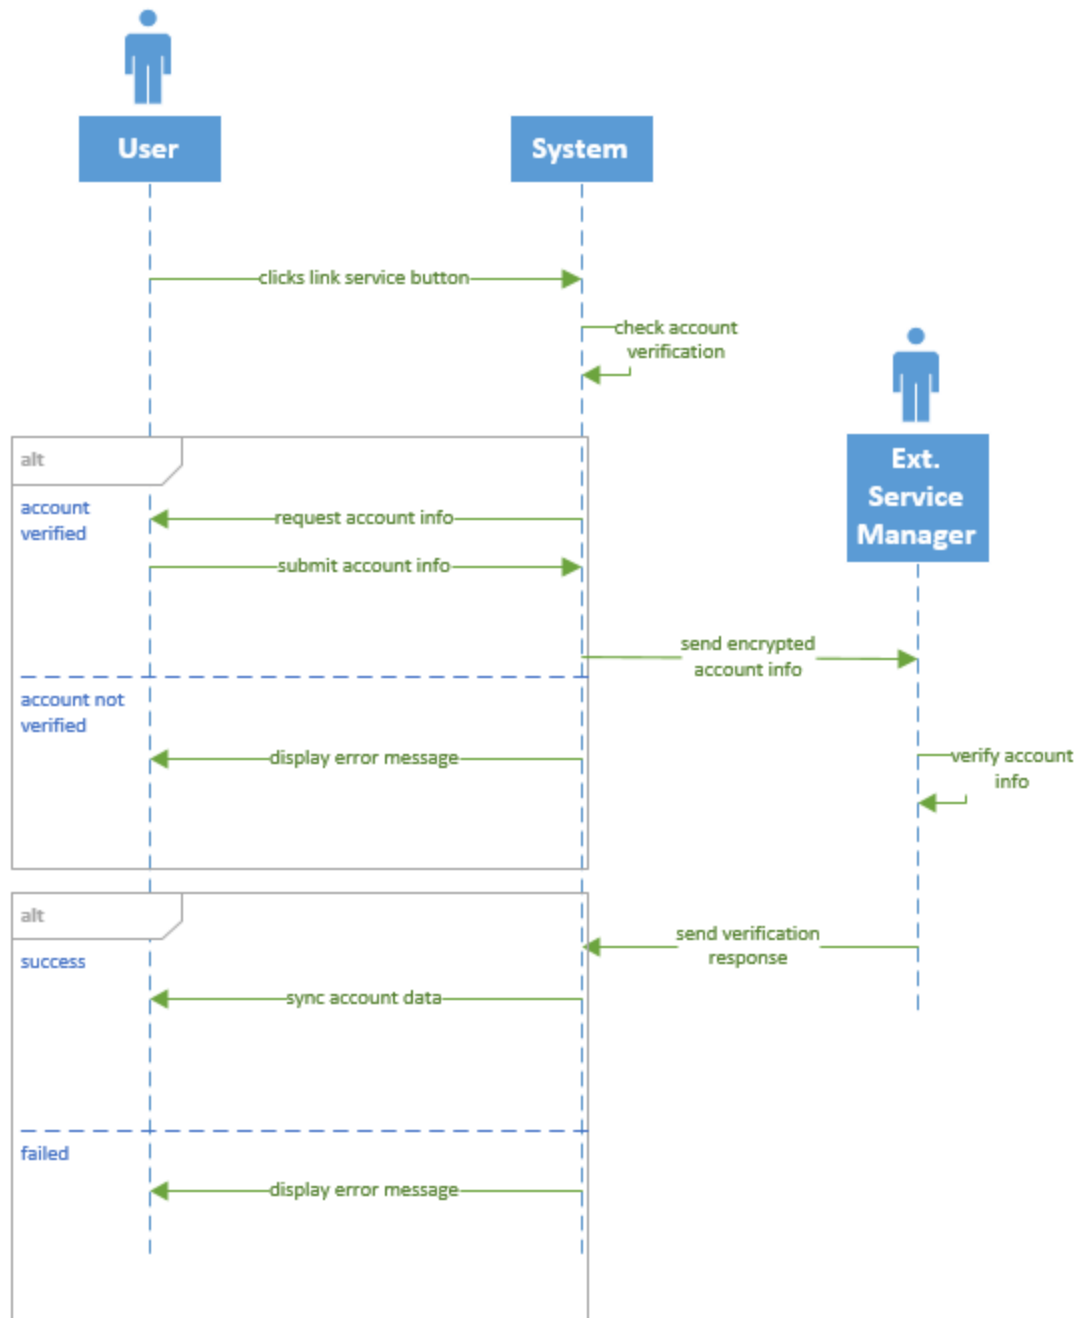 User
System
clicks link service button
check account
verification
Ext.
Service
Manager
alt
account
verified
request account info
submit account info
send encrypted
account info
account not
verified
display error message
verify account
info
alt
send verification
response
success
sync account data
failed
display error message